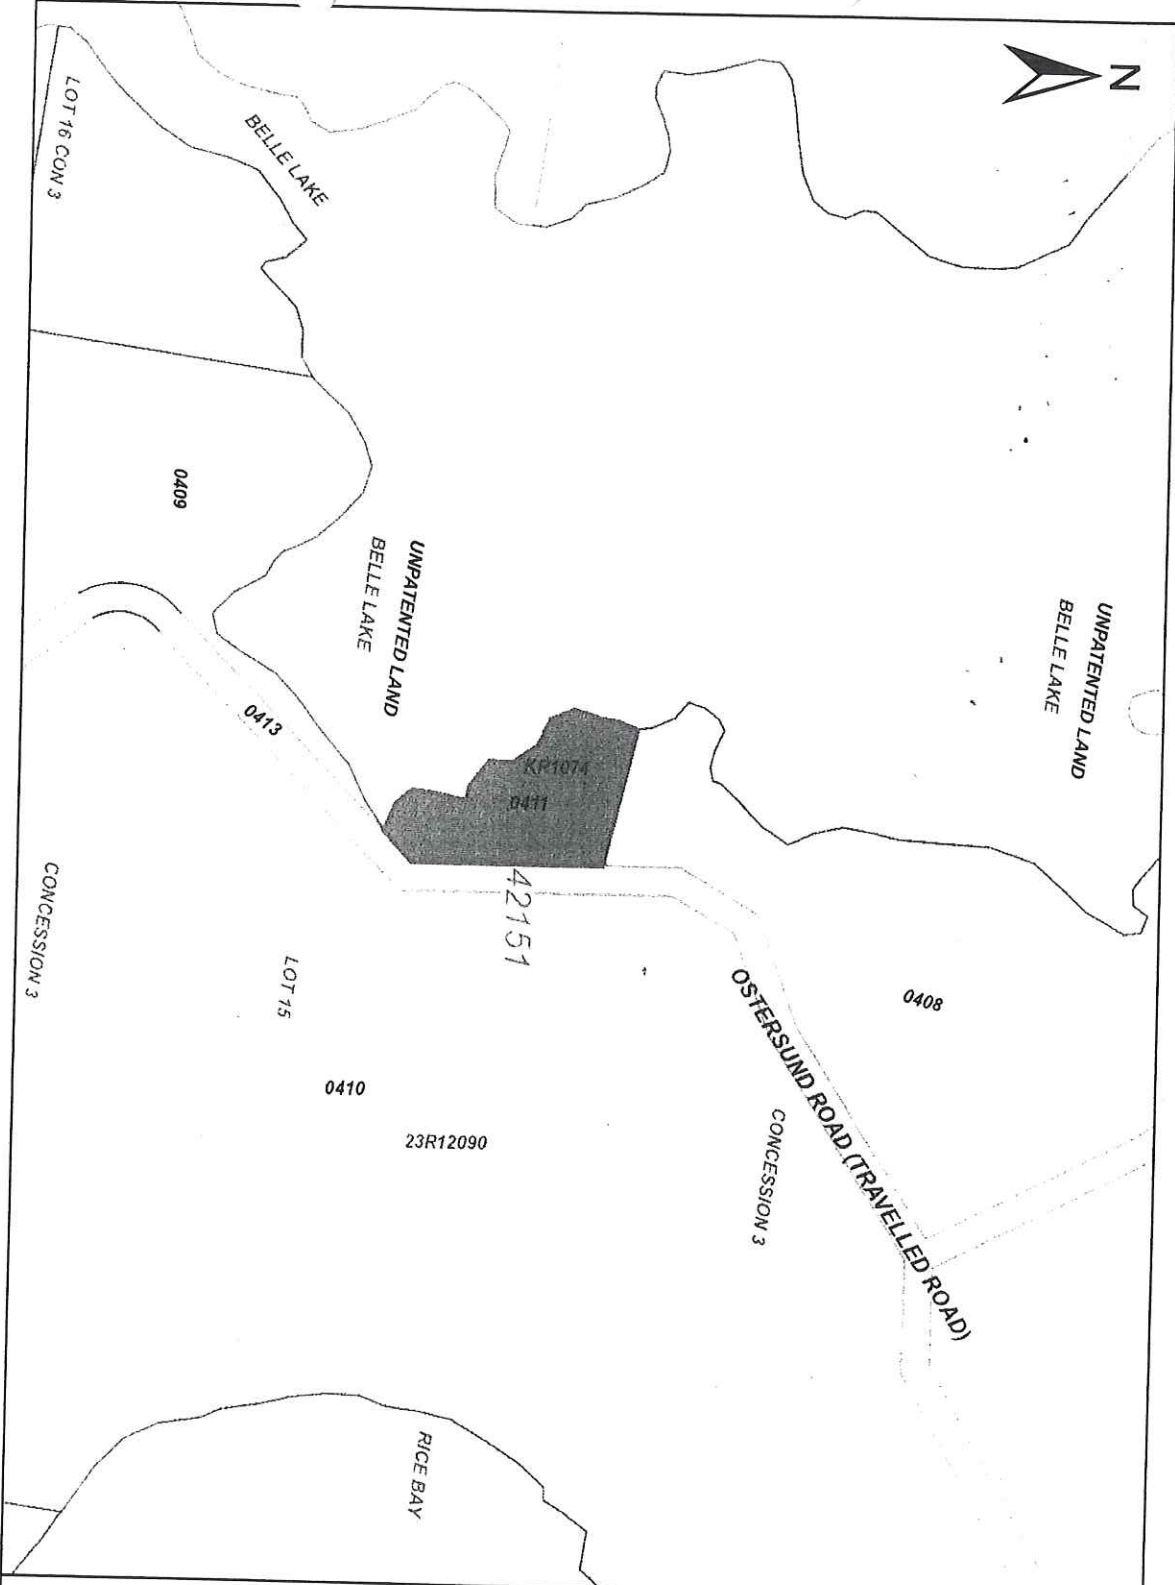 N
LOT 16 CON 3
BELLE LAKE
0409
UNPATENTED LAND
BELLE LAKE
UNPATENTED LAND
BELLE LAKE
0413
KR1074
0411
42151
CONCESSION 3
LOT 15
0410
23R12090
0408
OSTERSUND ROAD (TRAVELLED ROAD)
CONCESSION 3
RICE BAY